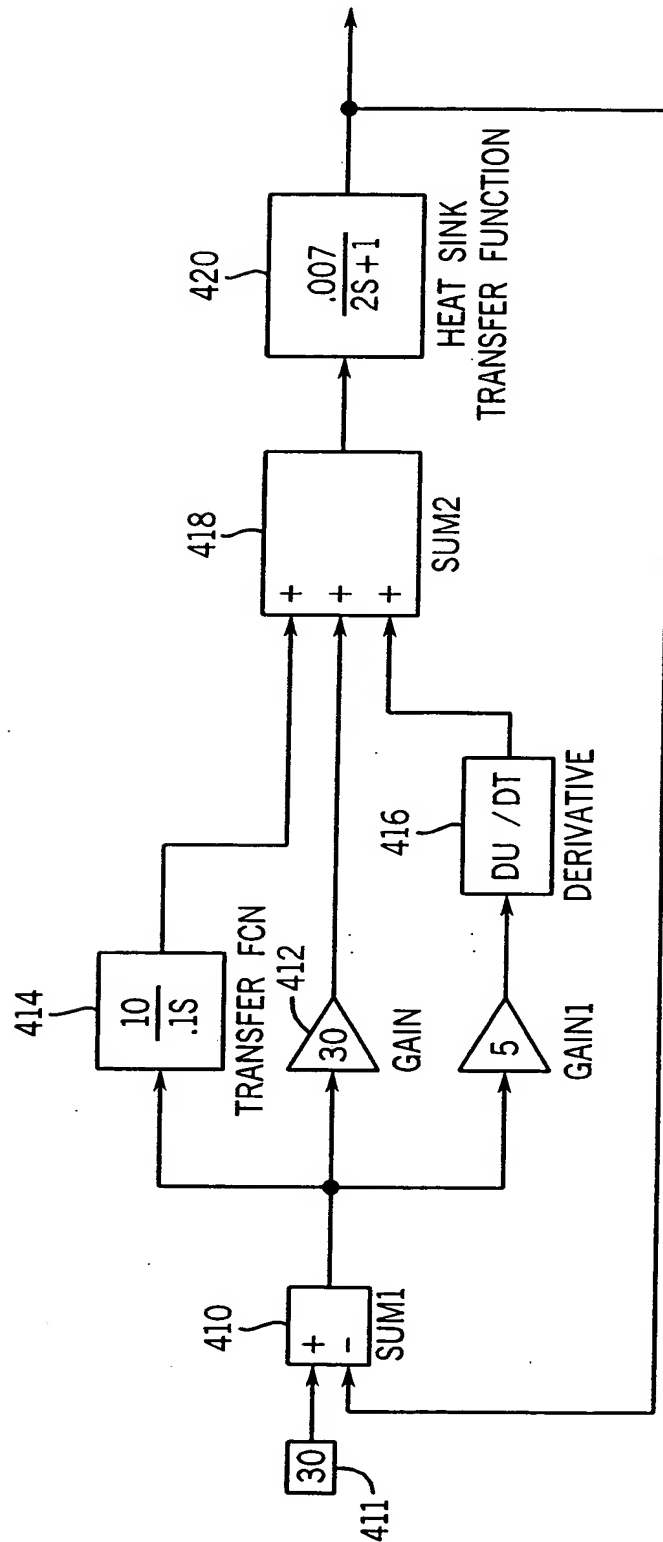 414
10
.1S
TRANSFER FCN
410
+
-
SUM1
30
411
412
30
GAIN
5
GAIN1
416
DU / DT
DERIVATIVE
418
+
+
+
SUM2
420
.007
2S+1
HEAT SINK
TRANSFER FUNCTION